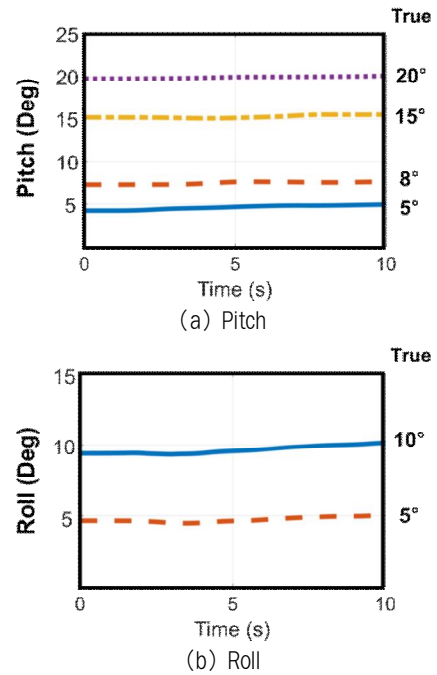 True
25
20
15
10
5
20°
15°
8°
5°
Pitch (Deg)
0
5
10
Time (s)
(a) Pitch
True
15
10
5
10°
5°
Roll (Deg)
0
5
10
Time (s)
(b) Roll